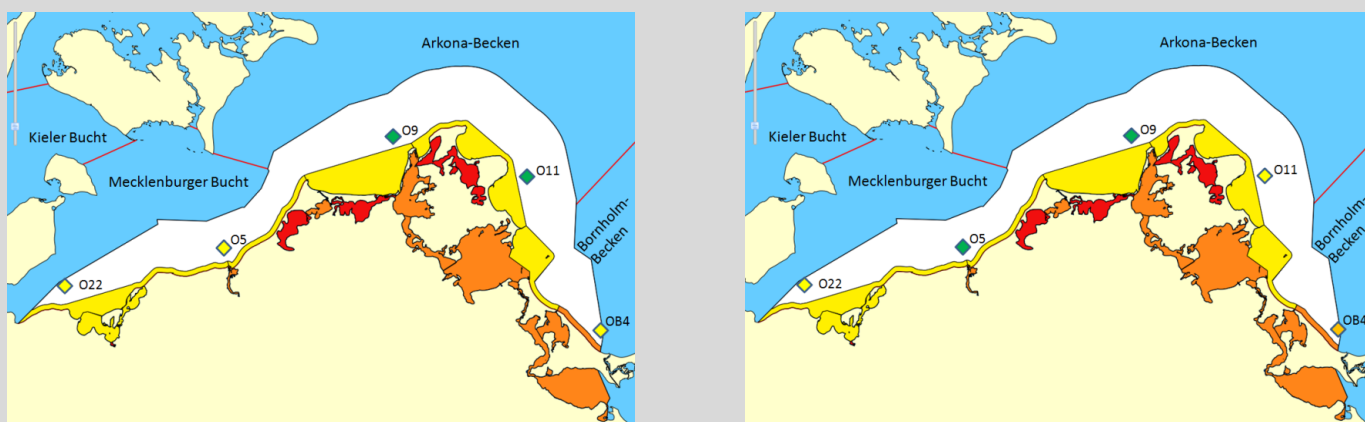 Arkona-Becken
O9
Kieler Bucht
O11
Mecklenburger Bucht
Bornholm-
Becken
O5
O22
OB4
Arkona-Becken
O9
Kieler Bucht
O11
Mecklenburger Bucht
Bornholm-
Becken
O5
O22
OB4